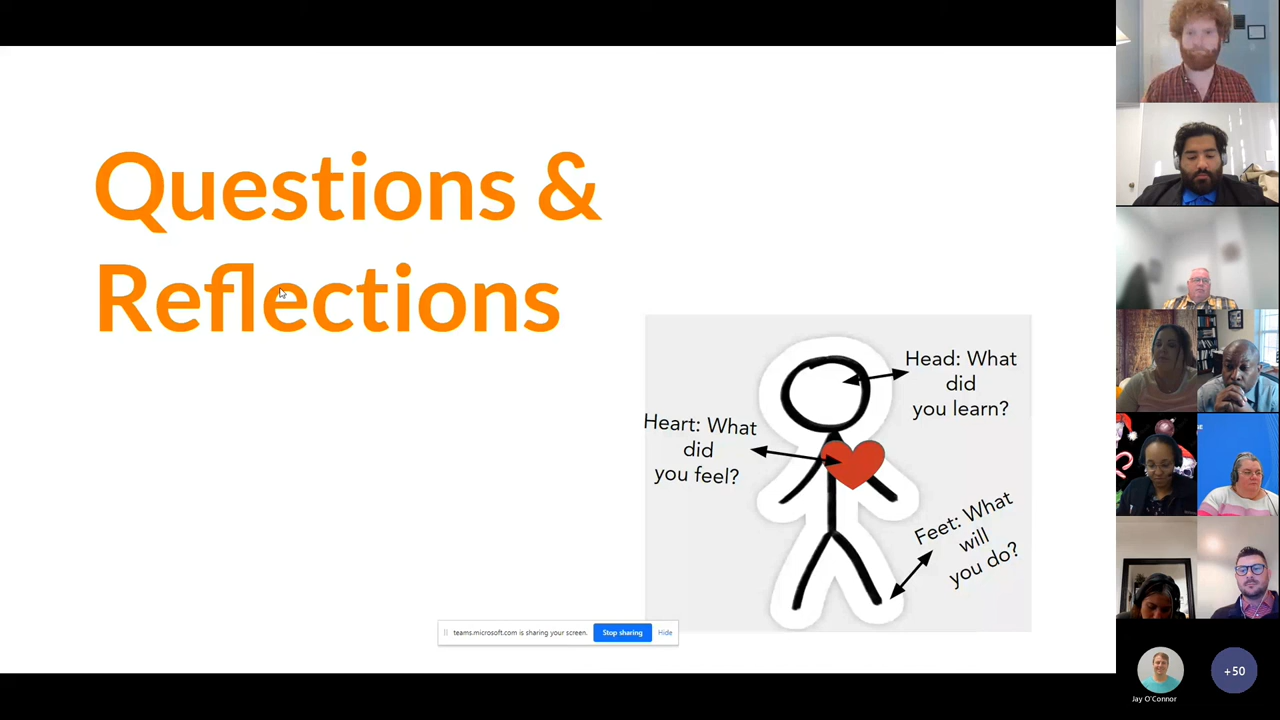 Questions &
Reflections
Head: What
did
you learn?
Heart: What
did
you feel?
Feet: What
will
you do?
teams.microsoft.com is sharing your screen. Stop sharing Hide
Jay O'Connor
+50